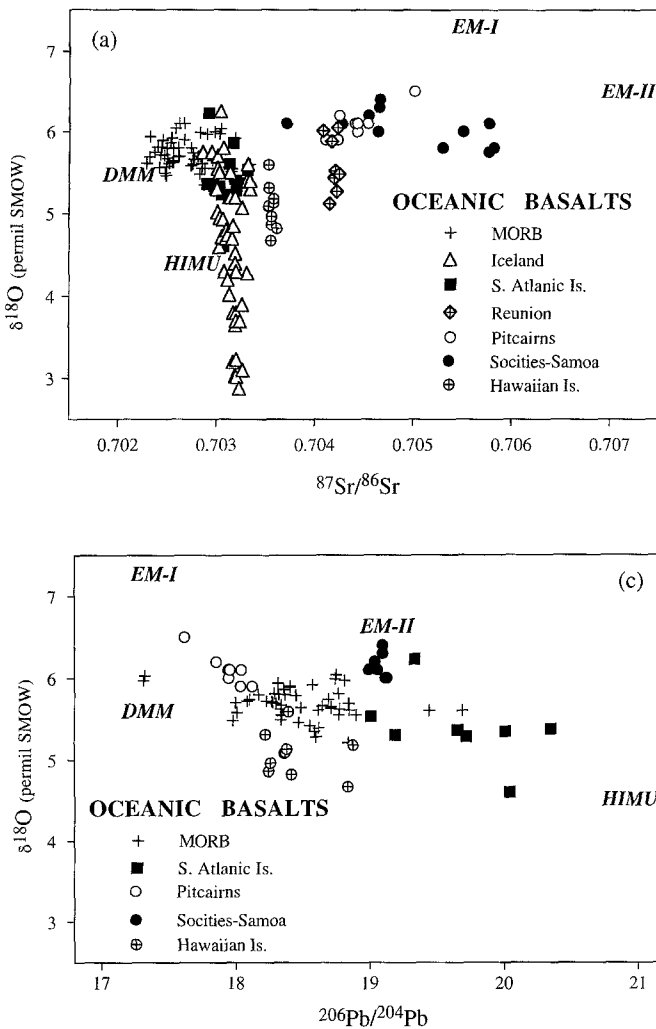 (a)
EM-I
EM-II
DMM
HIMU
OCEANIC BASALTS
MORB
Iceland
S. Atlanic Is.
Reunion
Pitcairns
Socities-Samoa
Hawaiian Is.
δ18O (permil SMOW)
7
6
5
4
3
0.702 0.703 0.704 0.705 0.706 0.707
87Sr/86Sr
(c)
EM-I
EM-II
DMM
HIMU
OCEANIC BASALTS
MORB
S. Atlanic Is.
Pitcairns
Socities-Samoa
Hawaiian Is.
δ18O (permil SMOW)
7
6
5
4
3
17 18 19 20 21
206Pb/204Pb